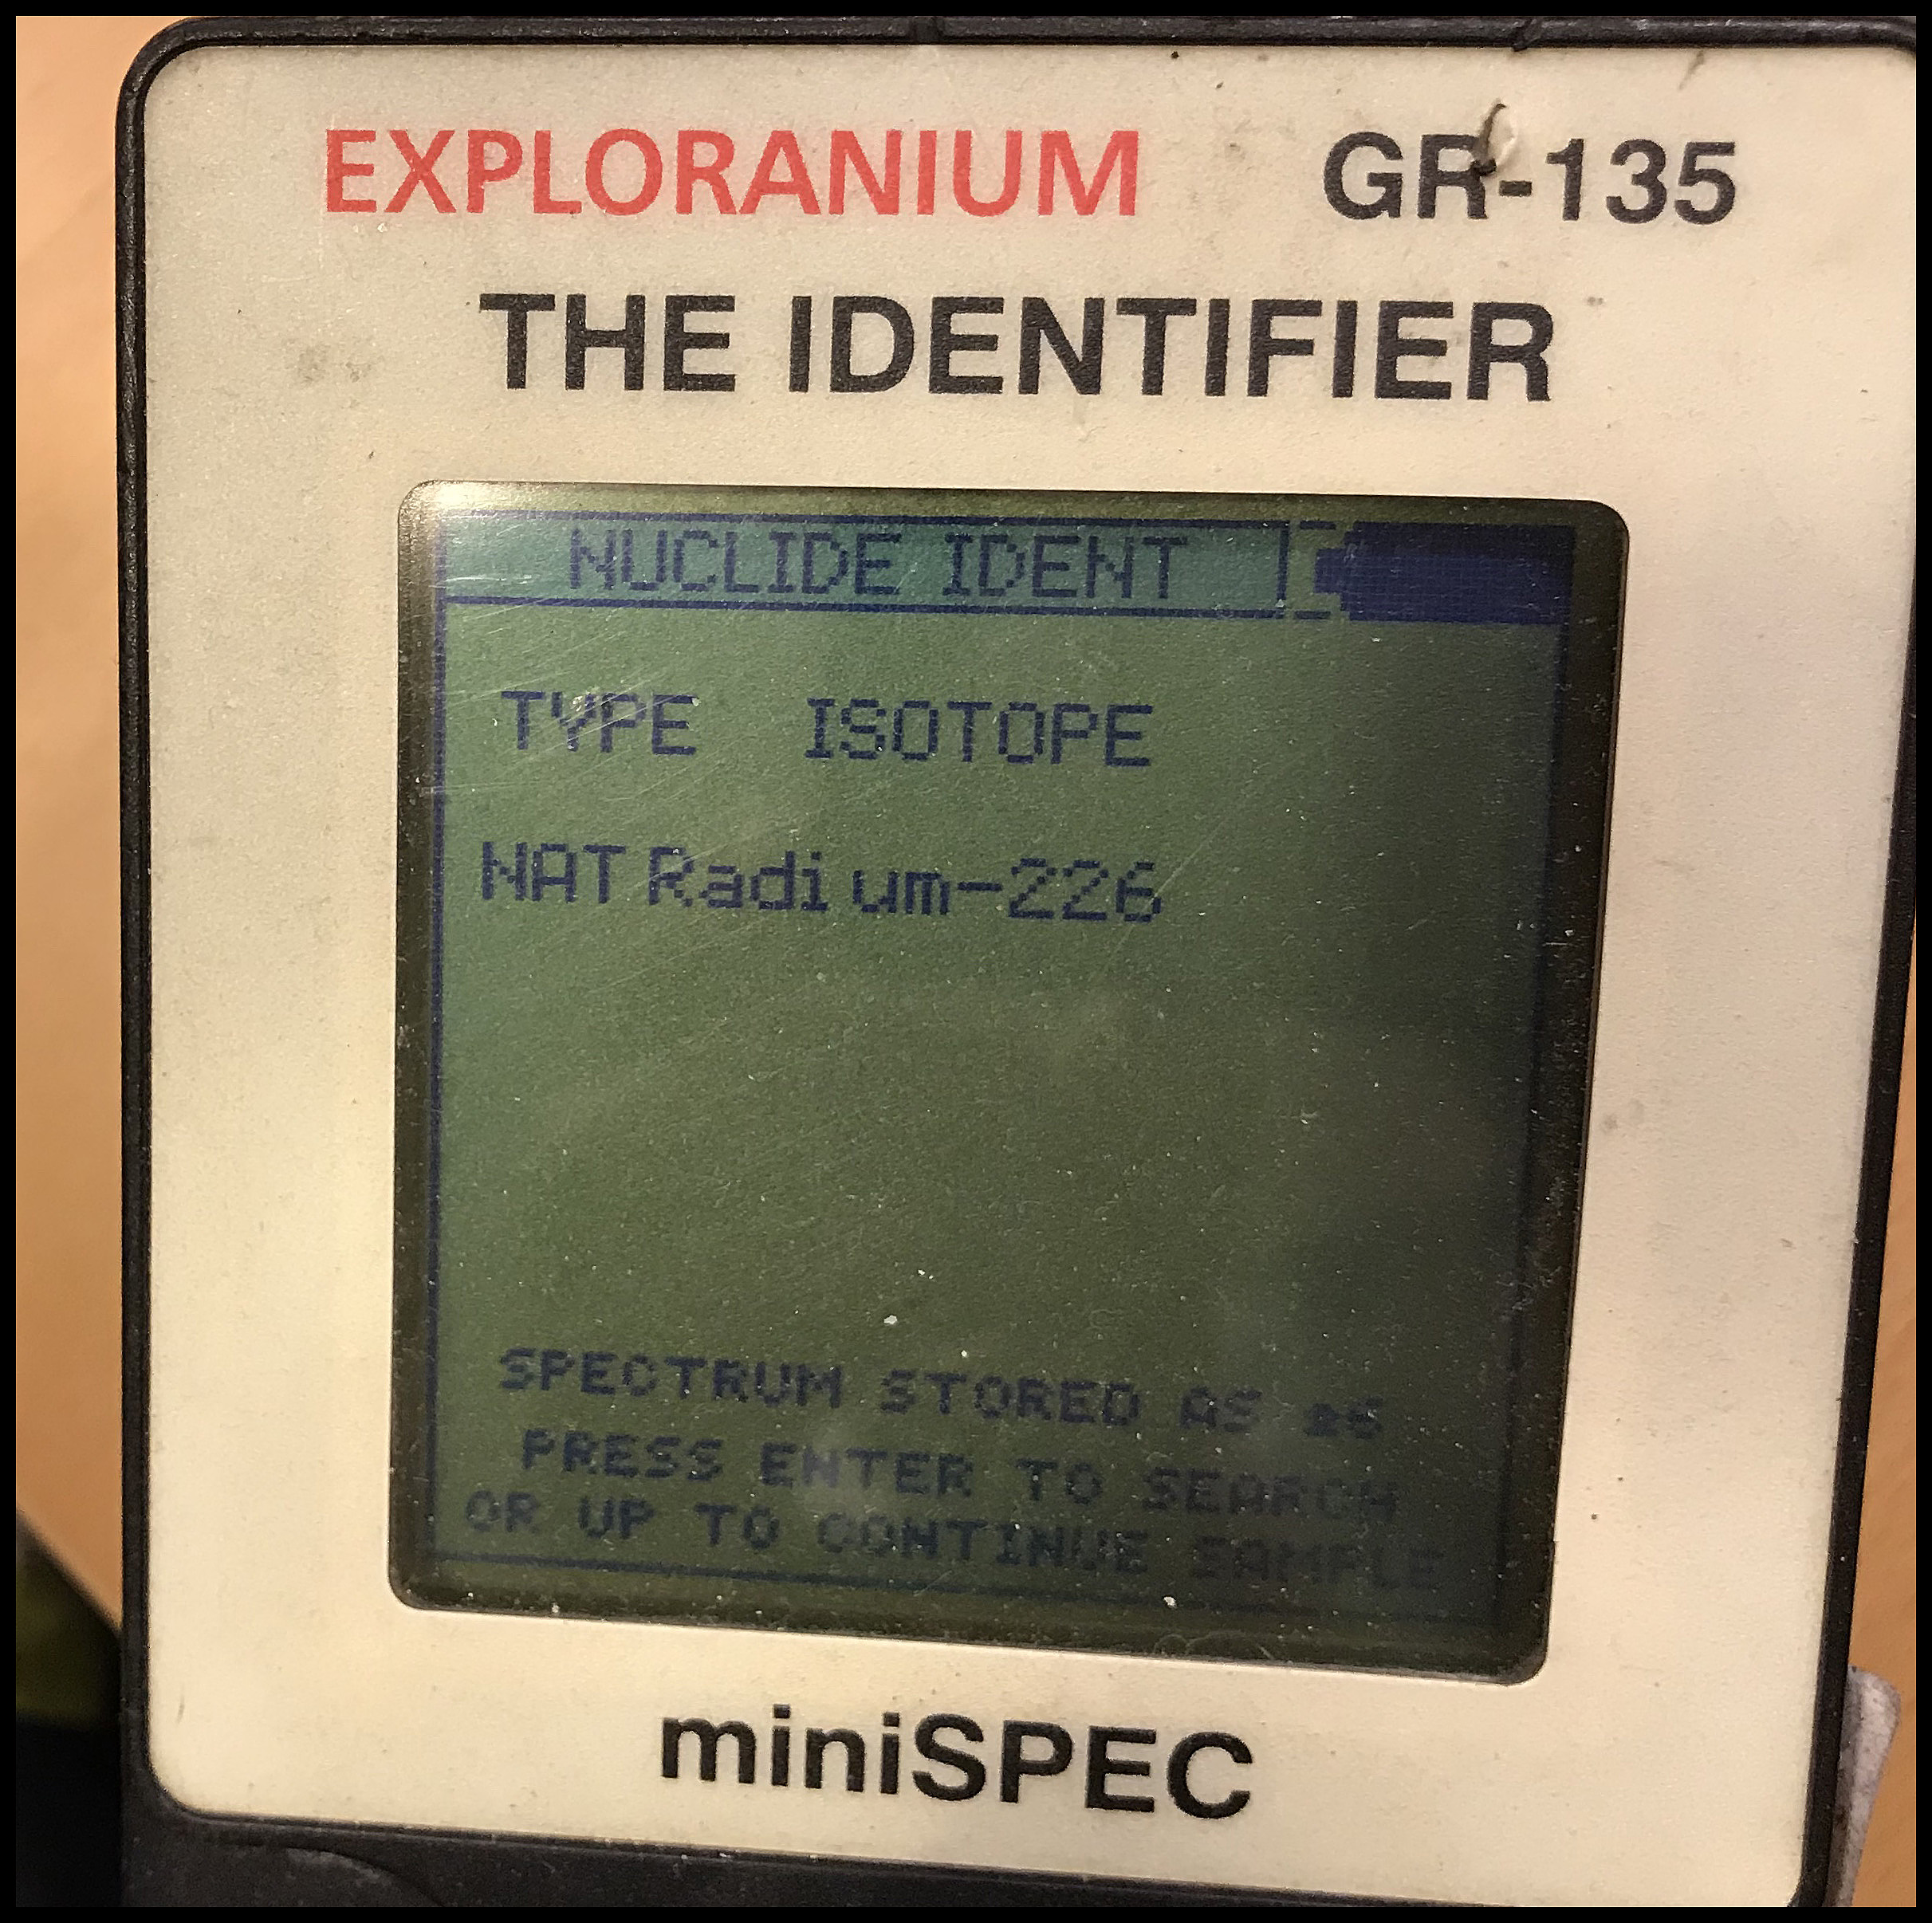 EXPLORANIUM GR-135
THE IDENTIFIER
NUCLIDE IDENT
TYPE ISOTOPE
NAT Radium-226
SPECTRUM STORED AS
PRESS ENTER TO SEARCH
OR UP TO CONTINUE SAMPLE
miniSPEC